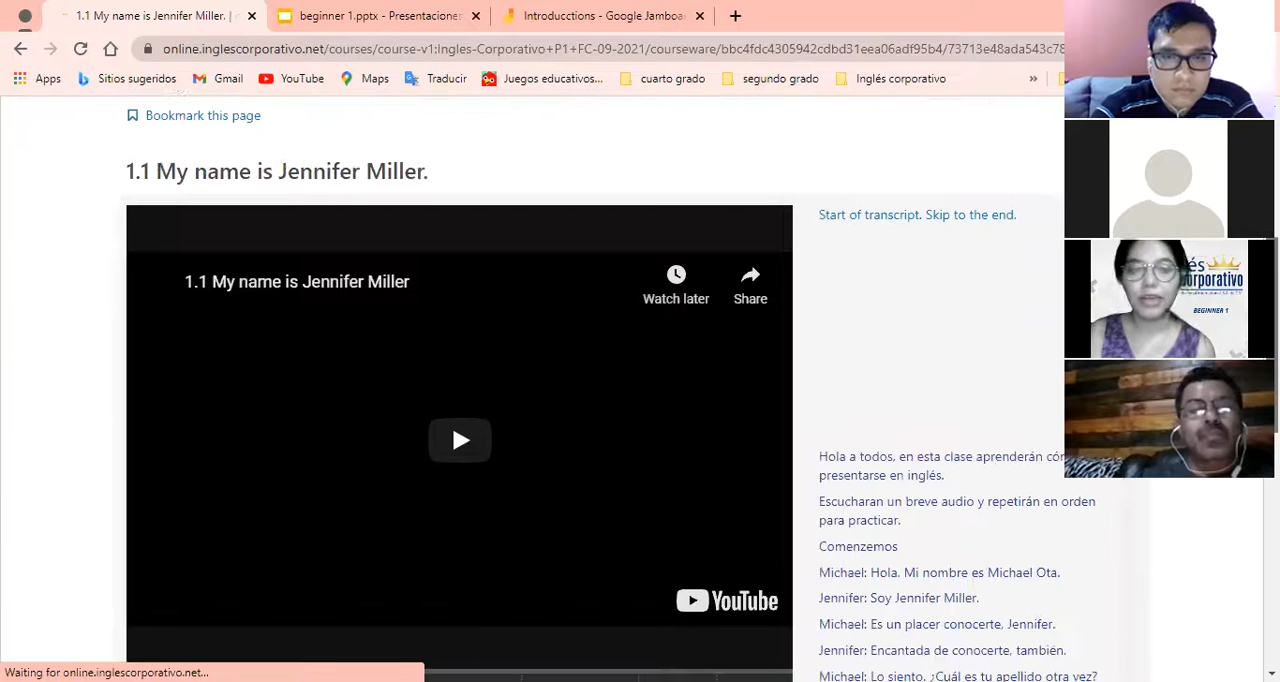 1.1 My name is Jennifer Miller. |
beginner 1.pptx - Presentaciones
Introducctions - Google Jamboa
online.inglescorporativo.net/courses/course-v1:Ingles-Corporativo+P1+FC-09-2021/courseware/bbc4fdc4305942cdbd31eea06adf95b4/73713e48ada543c78
Apps
Sitios sugeridos
Gmail
YouTube
Maps
Traducir
Juegos educativos...
cuarto grado
segundo grado
Inglés corporativo
»
Bookmark this page
1.1 My name is Jennifer Miller.
1.1 My name is Jennifer Miller
Watch later
Share
YouTube
Start of transcript. Skip to the end.
Hola a todos, en esta clase aprenderán
presentarse en inglés.
Escucharan un breve audio y repetirán en orden
para practicar.
Comenzemos
Michael: Hola. Mi nombre es Michael Ota.
Jennifer: Soy Jennifer Miller.
Michael: Es un placer conocerte, Jennifer.
Jennifer: Encantada de conocerte, también.
Michael: Lo siento. ¿Cuál es tu apellido otra vez?
és
corporativo
BEGINNER 1
Waiting for online.inglescorporativo.net...